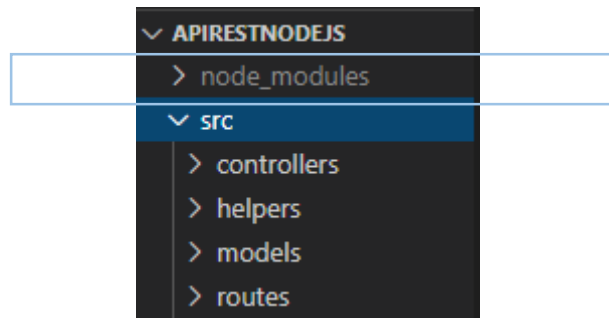 APIRESTNODEJS
node_modules
src
controllers
helpers
models
routes